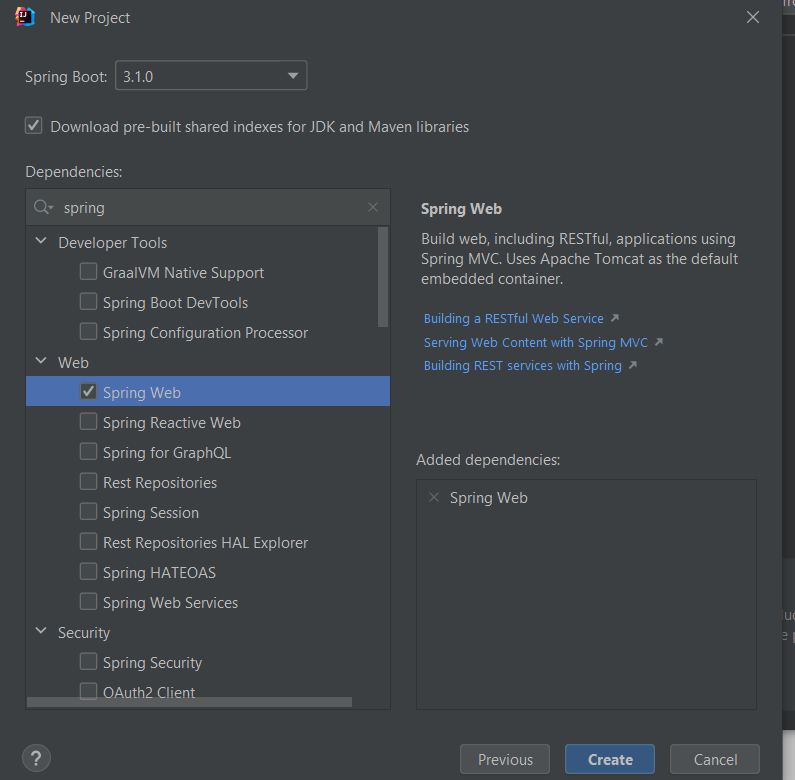 New Project
Spring Boot: 3.1.0
Download pre-built shared indexes for JDK and Maven libraries
Dependencies:
spring
Developer Tools
GraalVM Native Support
Spring Boot DevTools
Spring Configuration Processor
Web
Spring Web
Spring Reactive Web
Spring for GraphQL
Rest Repositories
Spring Session
Rest Repositories HAL Explorer
Spring HATEOAS
Spring Web Services
Security
Spring Security
OAuth2 Client
Spring Web
Build web, including RESTful, applications using
Spring MVC. Uses Apache Tomcat as the default
embedded container.
Building a RESTful Web Service
Serving Web Content with Spring MVC
Building REST services with Spring
Added dependencies:
Spring Web
?
Previous
Create
Cancel